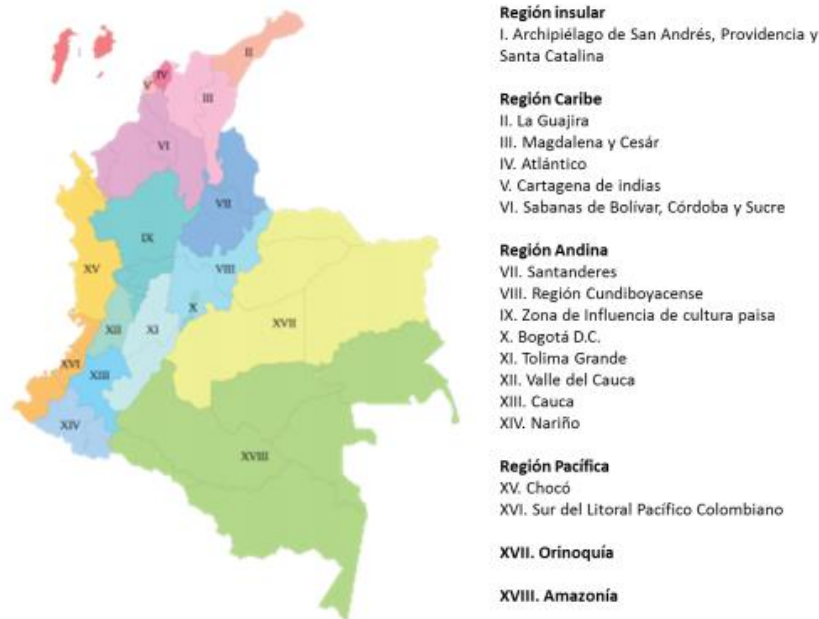 II
IV
V
III
VI
VII
IX
XV
VIII
X
XII
XI
XVII
XVI
XIII
XIV
XVIII
Región insular
I. Archipiélago de San Andrés, Providencia y
Santa Catalina
Región Caribe
II. La Guajira
III. Magdalena y Cesár
IV. Atlántico
V. Cartagena de indias
VI. Sabanas de Bolívar, Córdoba y Sucre
Región Andina
VII. Santanderes
VIII. Región Cundiboyacense
IX. Zona de Influencia de cultura paisa
X. Bogotá D.C.
XI. Tolima Grande
XII. Valle del Cauca
XIII. Cauca
XIV. Nariño
Región Pacífica
XV. Chocó
XVI. Sur del Litoral Pacífico Colombiano
XVII. Orinoquía
XVIII. Amazonía